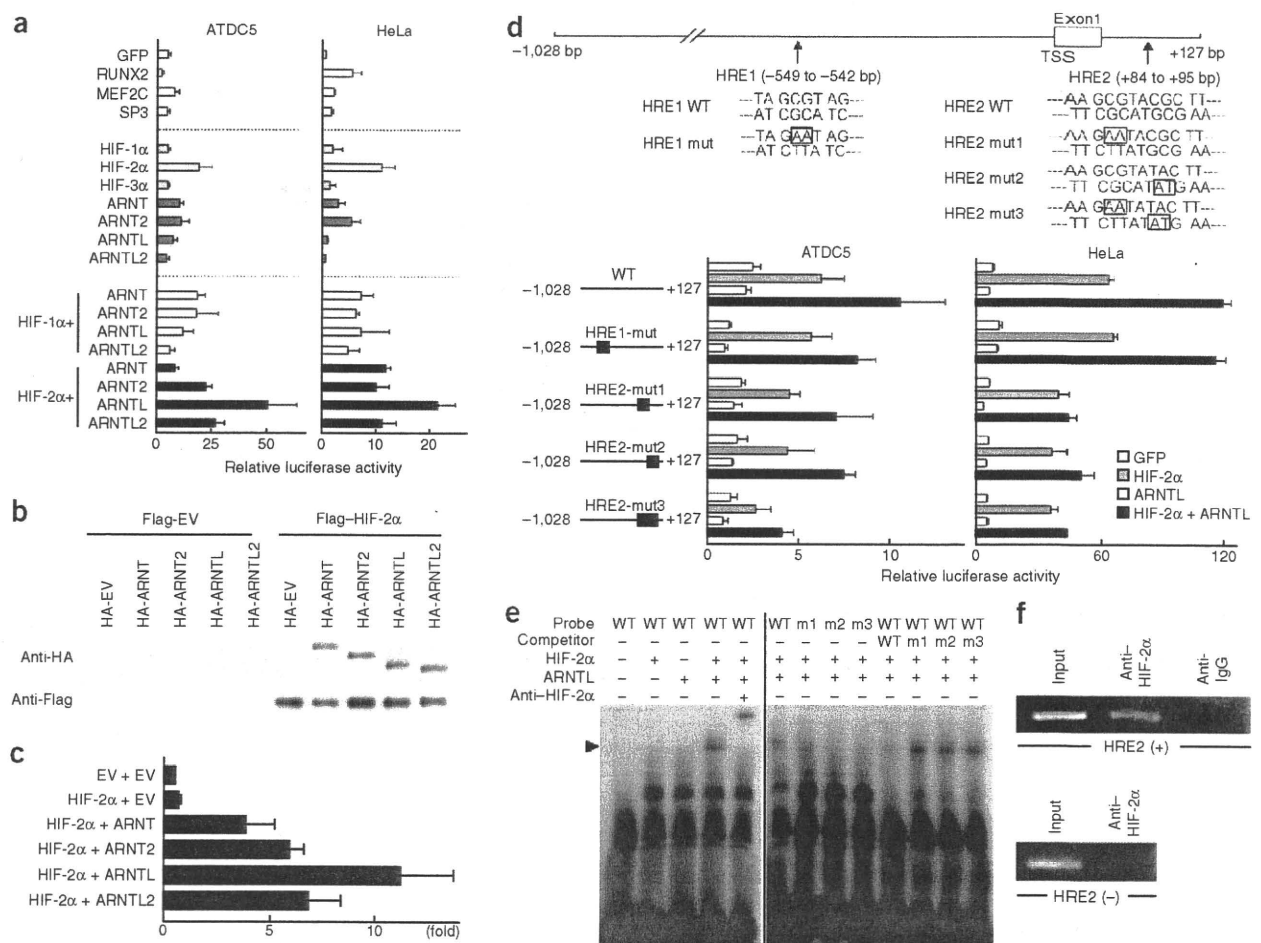 a
ATDC5
HeLa
GFP
RUNX2
MEF2C
SP3
HIF-1α
HIF-2α
HIF-3α
ARNT
ARNT2
ARNTL
ARNTL2
HIF-1α+
ARNT
ARNT2
ARNTL
ARNTL2
HIF-2α+
ARNT
ARNT2
ARNTL
ARNTL2
0 25 50
0 10 20
Relative luciferase activity
b
Flag-EV
Flag–HIF-2α
HA-EV
HA-ARNT
HA-ARNT2
HA-ARNTL
HA-ARNTL2
HA-EV
HA-ARNT
HA-ARNT2
HA-ARNTL
HA-ARNTL2
Anti-HA
Anti-Flag
c
EV + EV
HIF-2α + EV
HIF-2α + ARNT
HIF-2α + ARNT2
HIF-2α + ARNTL
HIF-2α + ARNTL2
0 5 10 (fold)
d
Exon1
–1,028 bp
TSS
+127 bp
HRE1 (–549 to –542 bp)
HRE2 (+84 to +95 bp)
HRE1 WT
---TA GCGT AG---
---AT CGCA TC---
HRE1 mut
---TA GAAT AG---
---AT CTTA TC---
HRE2 WT
---AA GCGTACGC TT---
---TT CGCATGCG AA---
HRE2 mut1
---AA GAATACGC TT---
---TT CTTATGCG AA---
HRE2 mut2
---AA GCGTATAC TT---
---TT CGCATATG AA---
HRE2 mut3
---AA GAATATAC TT---
---TT CTTATATG AA---
ATDC5
HeLa
WT
–1,028 +127
HRE1-mut
–1,028 +127
HRE2-mut1
–1,028 +127
HRE2-mut2
–1,028 +127
HRE2-mut3
–1,028 +127
GFP
HIF-2α
ARNTL
HIF-2α + ARNTL
0 5 10
0 60 120
Relative luciferase activity
e
Probe WT WT WT WT WT WT m1 m2 m3 WT WT WT WT
Competitor – – – – – – – – – WT m1 m2 m3
HIF-2α – + – + + + + + + + + + +
ARNTL – – + + + + + + + + + + +
Anti–HIF-2α – – – – + – – – – – – – –
f
Input
Anti–HIF-2α
Anti-IgG
HRE2 (+)
Input
Anti–HIF-2α
HRE2 (–)